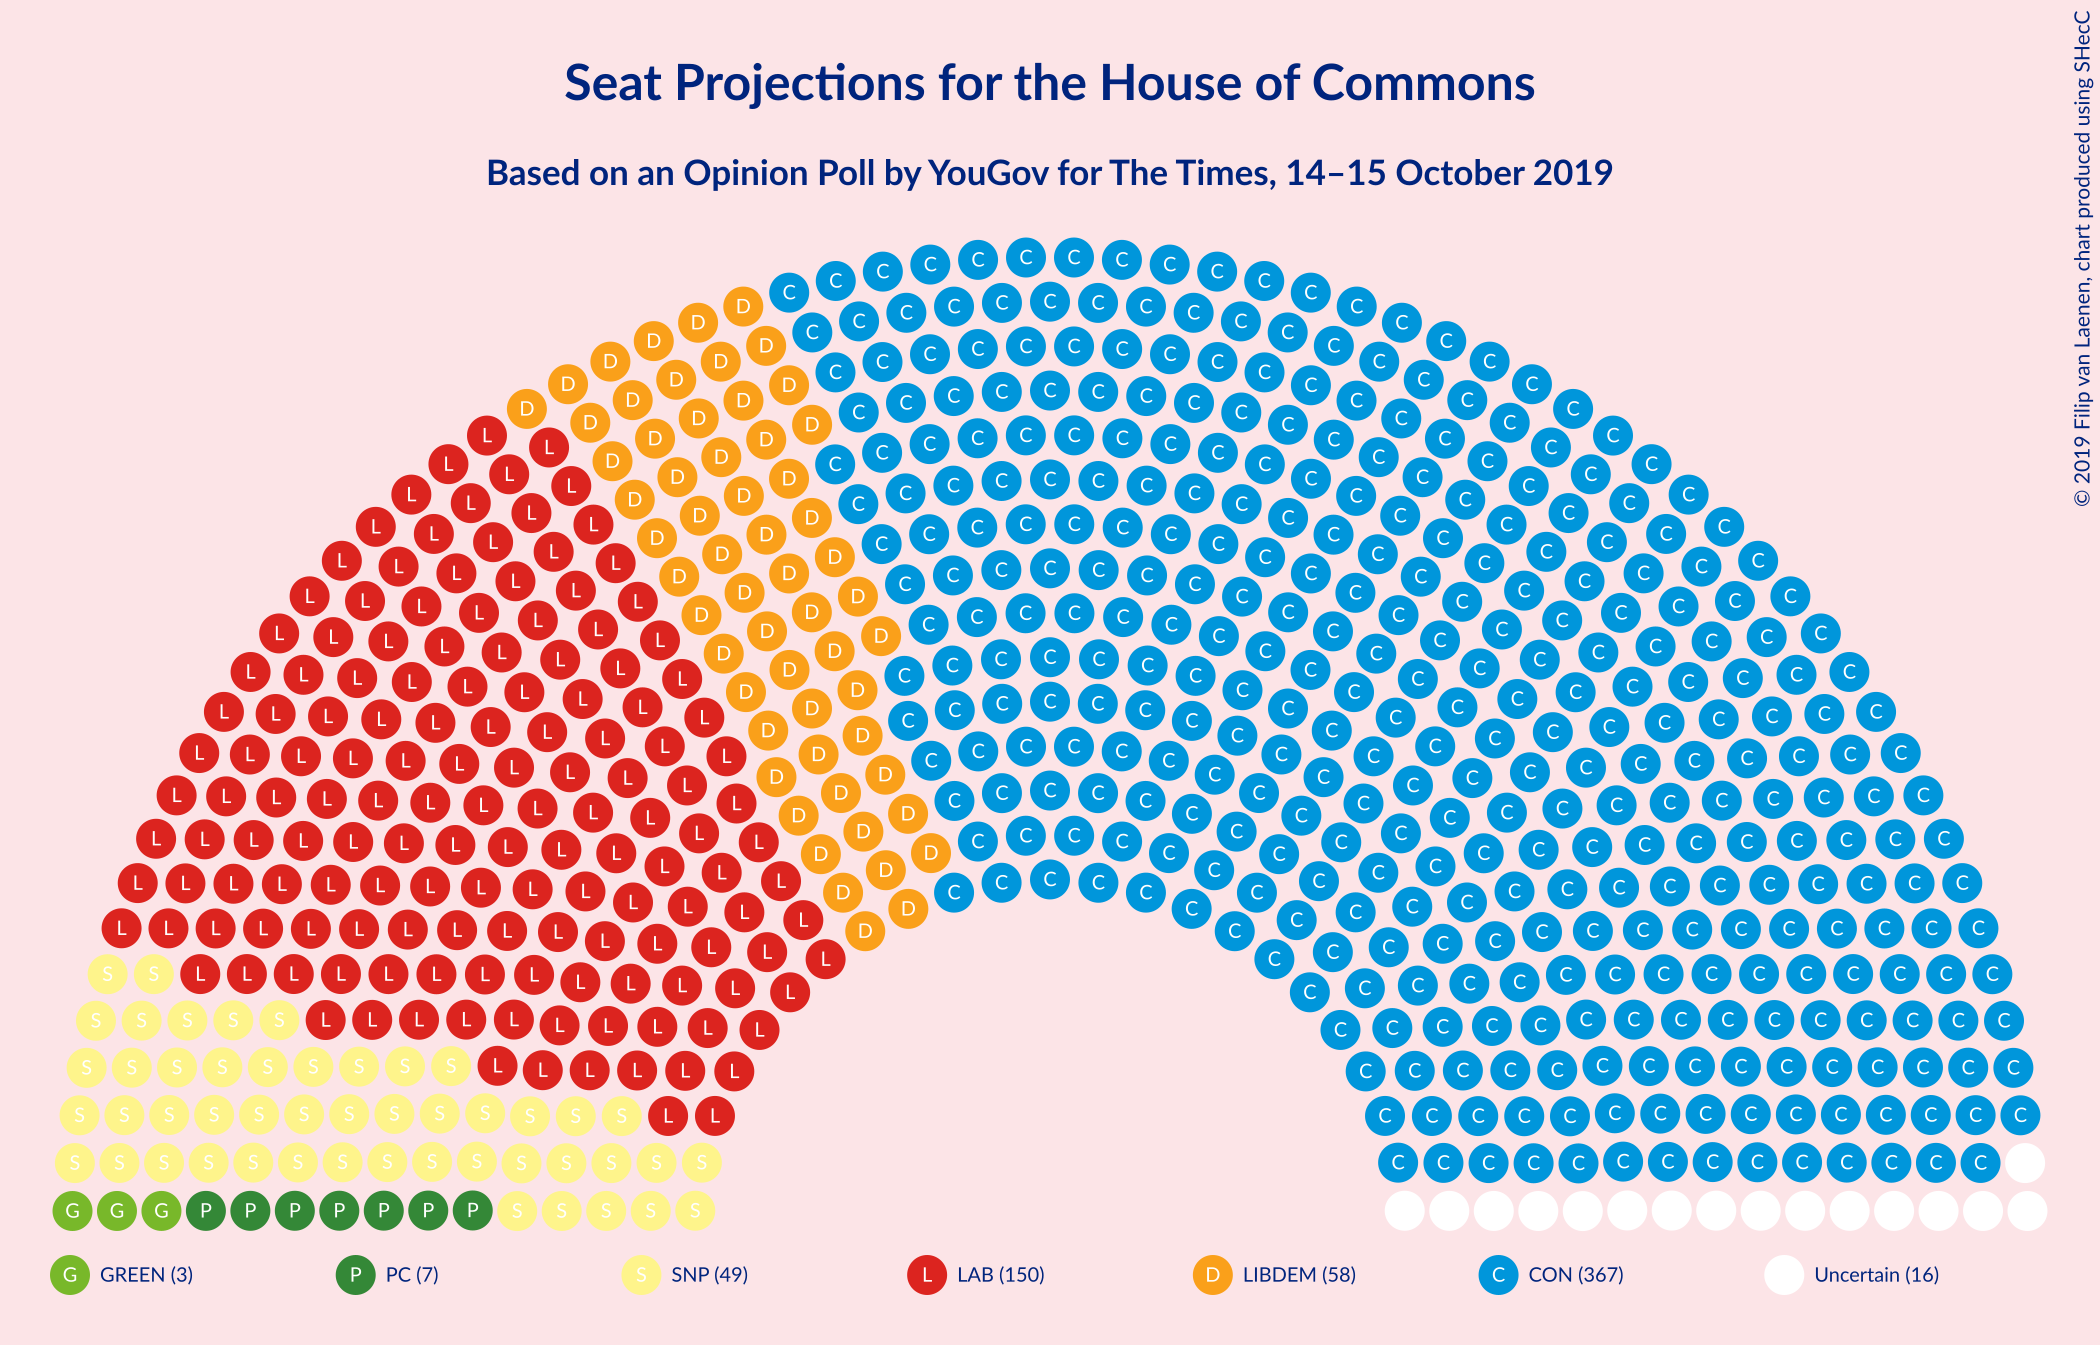 Seat Projections for the House of Commons
Based on an Opinion Poll by YouGov for The Times, 14–15 October 2019
© 2019 Filip van Laenen, chart produced using SHecC
G GREEN (3) P PC (7) S SNP (49) L LAB (150) D LIBDEM (58) C CON (367) Uncertain (16)